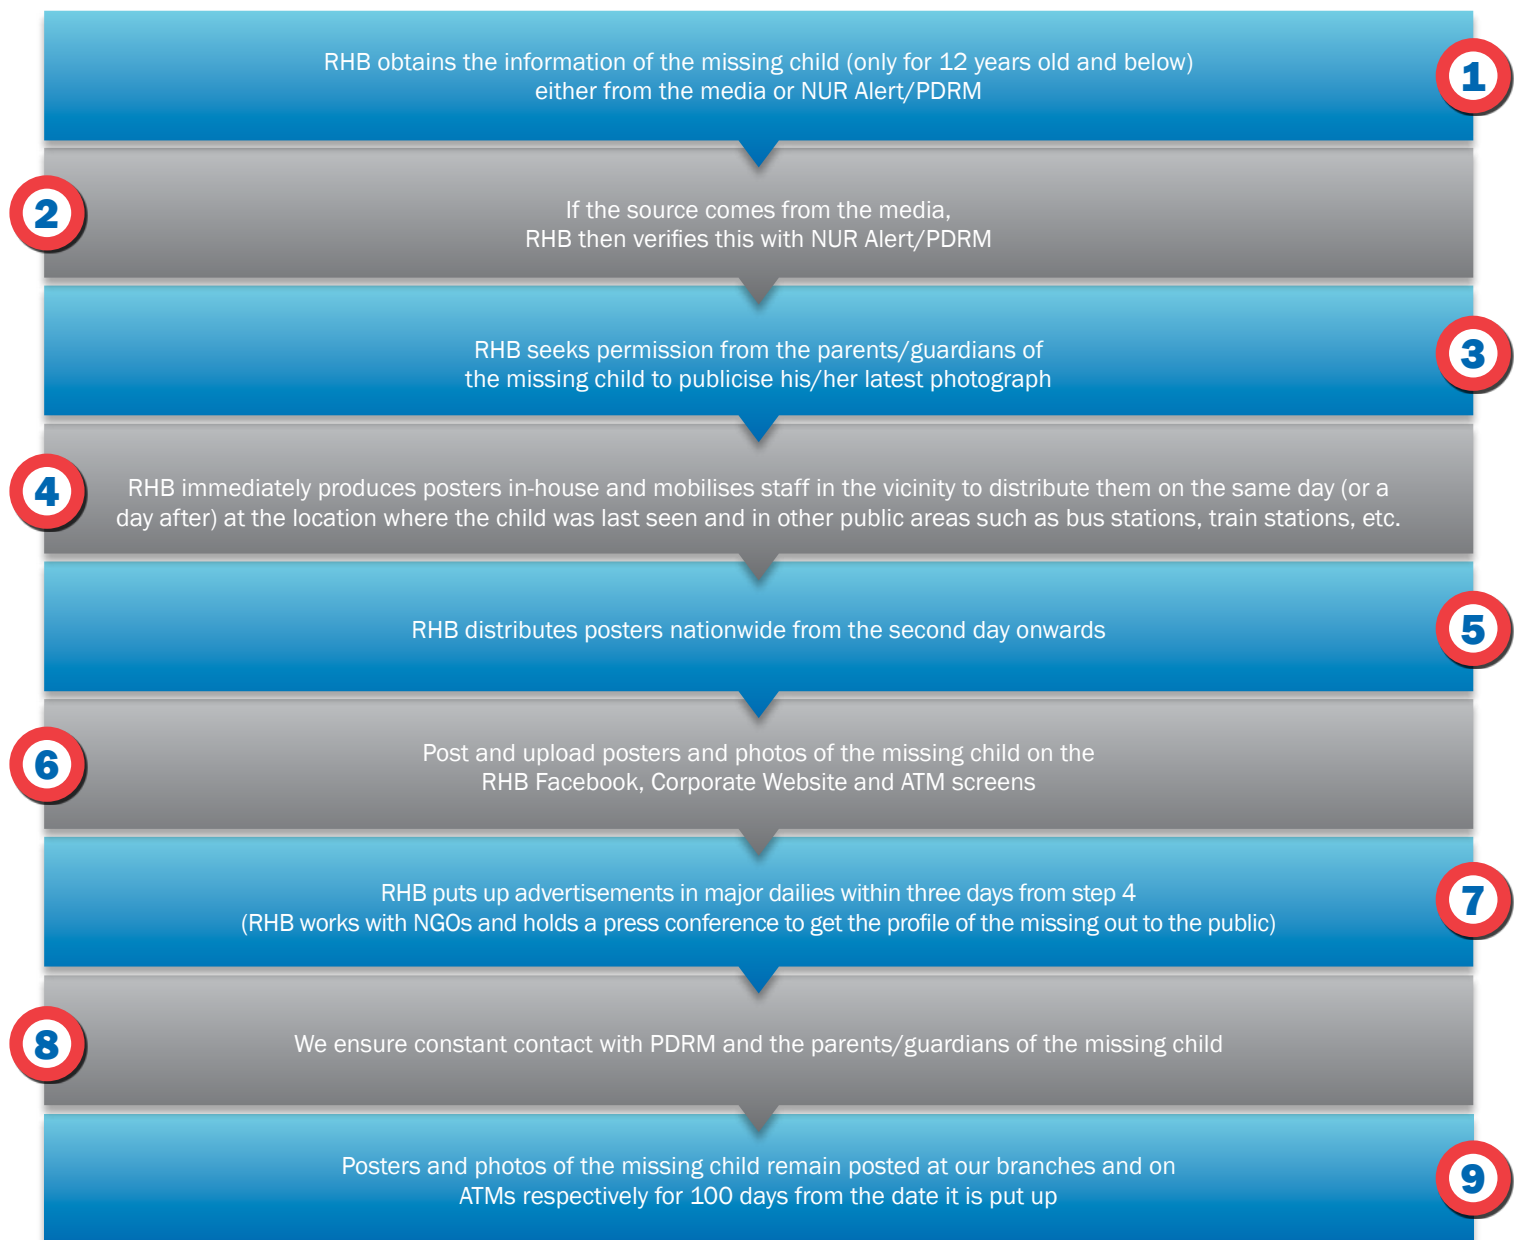 RHB obtains the information of the missing child (only for 12 years old and below)
either from the media or NUR Alert/PDRM
1
2
If the source comes from the media,
RHB then verifies this with NUR Alert/PDRM
RHB seeks permission from the parents/guardians of
the missing child to publicise his/her latest photograph
3
4
RHB immediately produces posters in-house and mobilises staff in the vicinity to distribute them on the same day (or a
day after) at the location where the child was last seen and in other public areas such as bus stations, train stations, etc.
RHB distributes posters nationwide from the second day onwards
5
6
Post and upload posters and photos of the missing child on the
RHB Facebook, Corporate Website and ATM screens
RHB puts up advertisements in major dailies within three days from step 4
(RHB works with NGOs and holds a press conference to get the profile of the missing out to the public)
7
8
We ensure constant contact with PDRM and the parents/guardians of the missing child
Posters and photos of the missing child remain posted at our branches and on
ATMs respectively for 100 days from the date it is put up
9